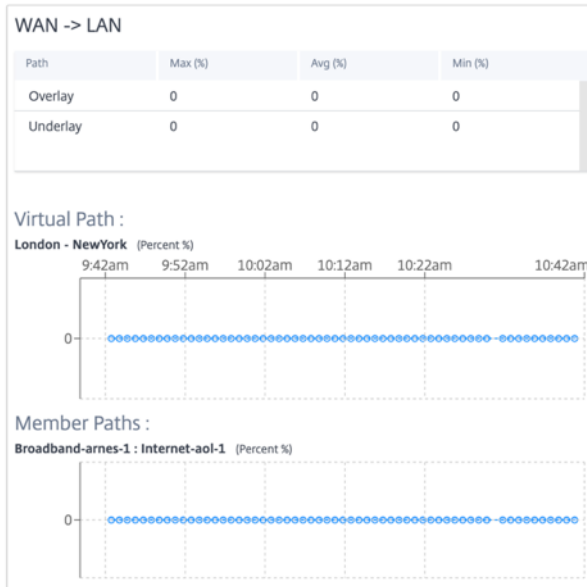 WAN -> LAN
Path Max (%) Avg (%) Min (%)
Overlay 0 0 0
Underlay 0 0 0
Virtual Path :
London - NewYork (Percent %)
9:42am 9:52am 10:02am 10:12am 10:22am 10:42am
0
Member Paths :
Broadband-arnes-1 : Internet-aol-1 (Percent %)
0